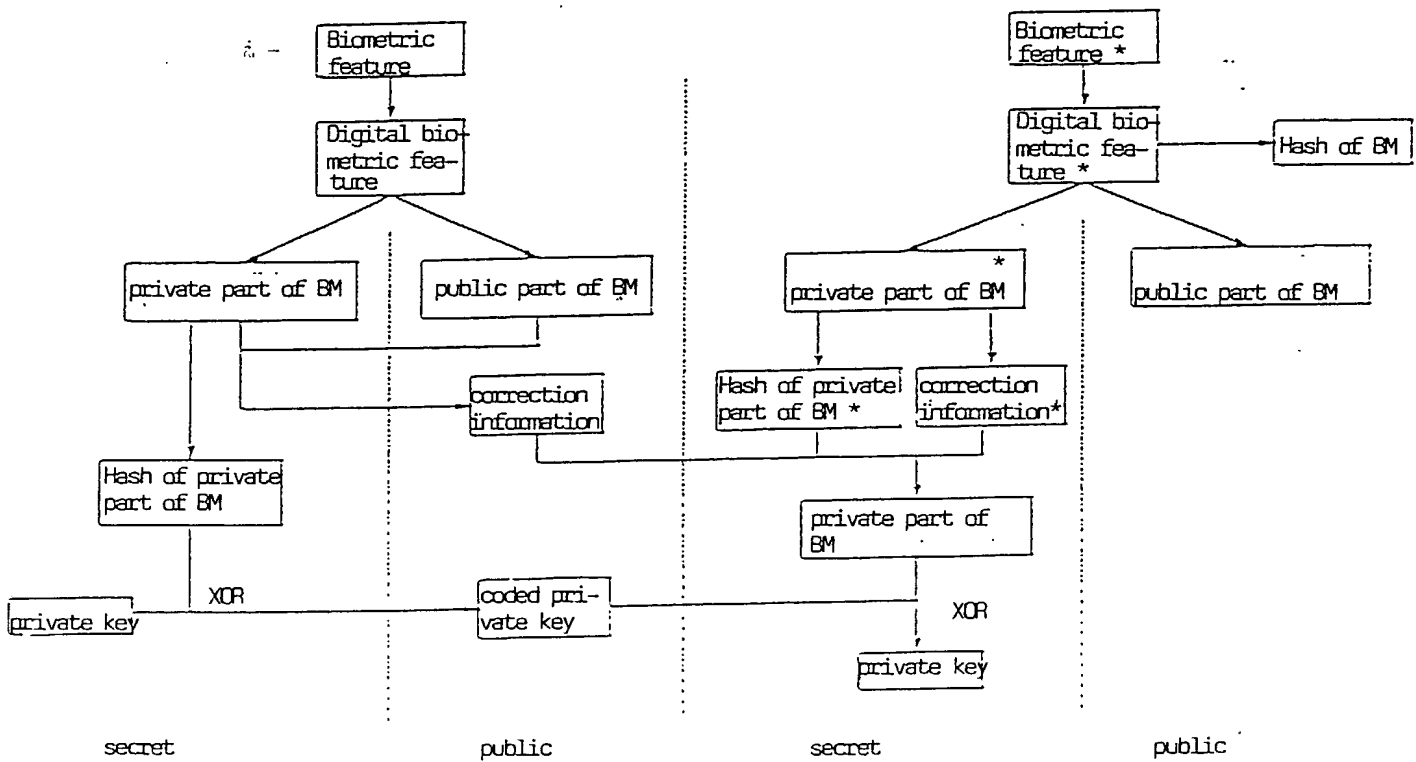 Biometric
feature
Digital bio-
metric fea-
ture
private part of BM
public part of BM
correction
information
Hash of private
part of BM
private key
XOR
coded pri-
vate key
secret
public
Biometric
feature *
Digital bio-
metric fea-
ture *
Hash of BM
*
private part of BM
public part of BM
Hash of private
part of BM *
correction
information*
private part of
BM
XOR
private key
secret
public